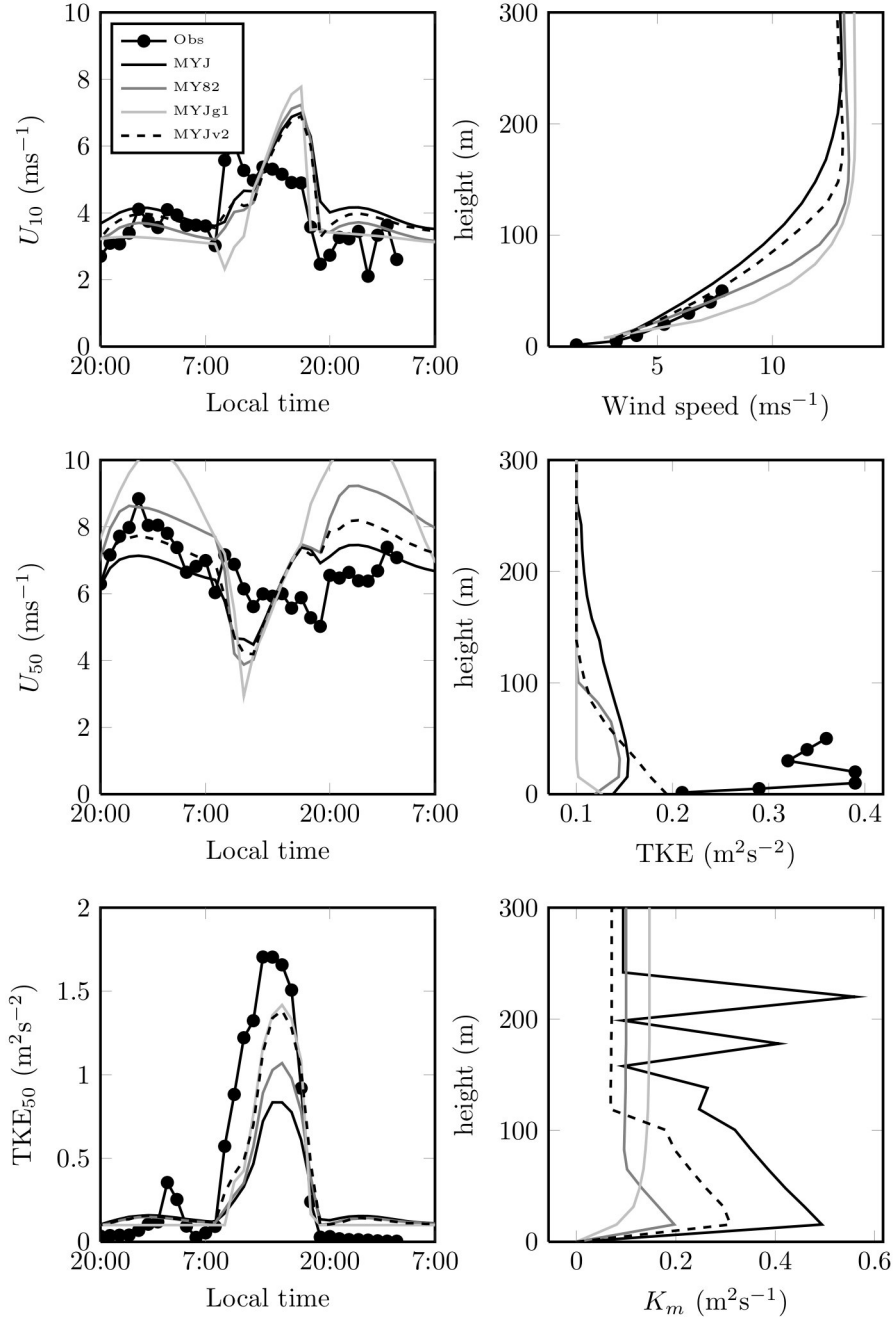 10
8
6
4
2
0
U10 (ms−1)
Obs
MYJ
MY82
MYJg1
MYJv2
20:00 7:00 20:00 7:00
Local time
300
200
100
0
height (m)
5 10
Wind speed (ms−1)
10
8
6
4
2
0
U50 (ms−1)
20:00 7:00 20:00 7:00
Local time
300
200
100
0
height (m)
0.1 0.2 0.3 0.4
TKE (m2s−2)
2
1.5
1
0.5
0
TKE50 (m2s−2)
20:00 7:00 20:00 7:00
Local time
300
200
100
0
height (m)
0 0.2 0.4 0.6
Km (m2s−1)